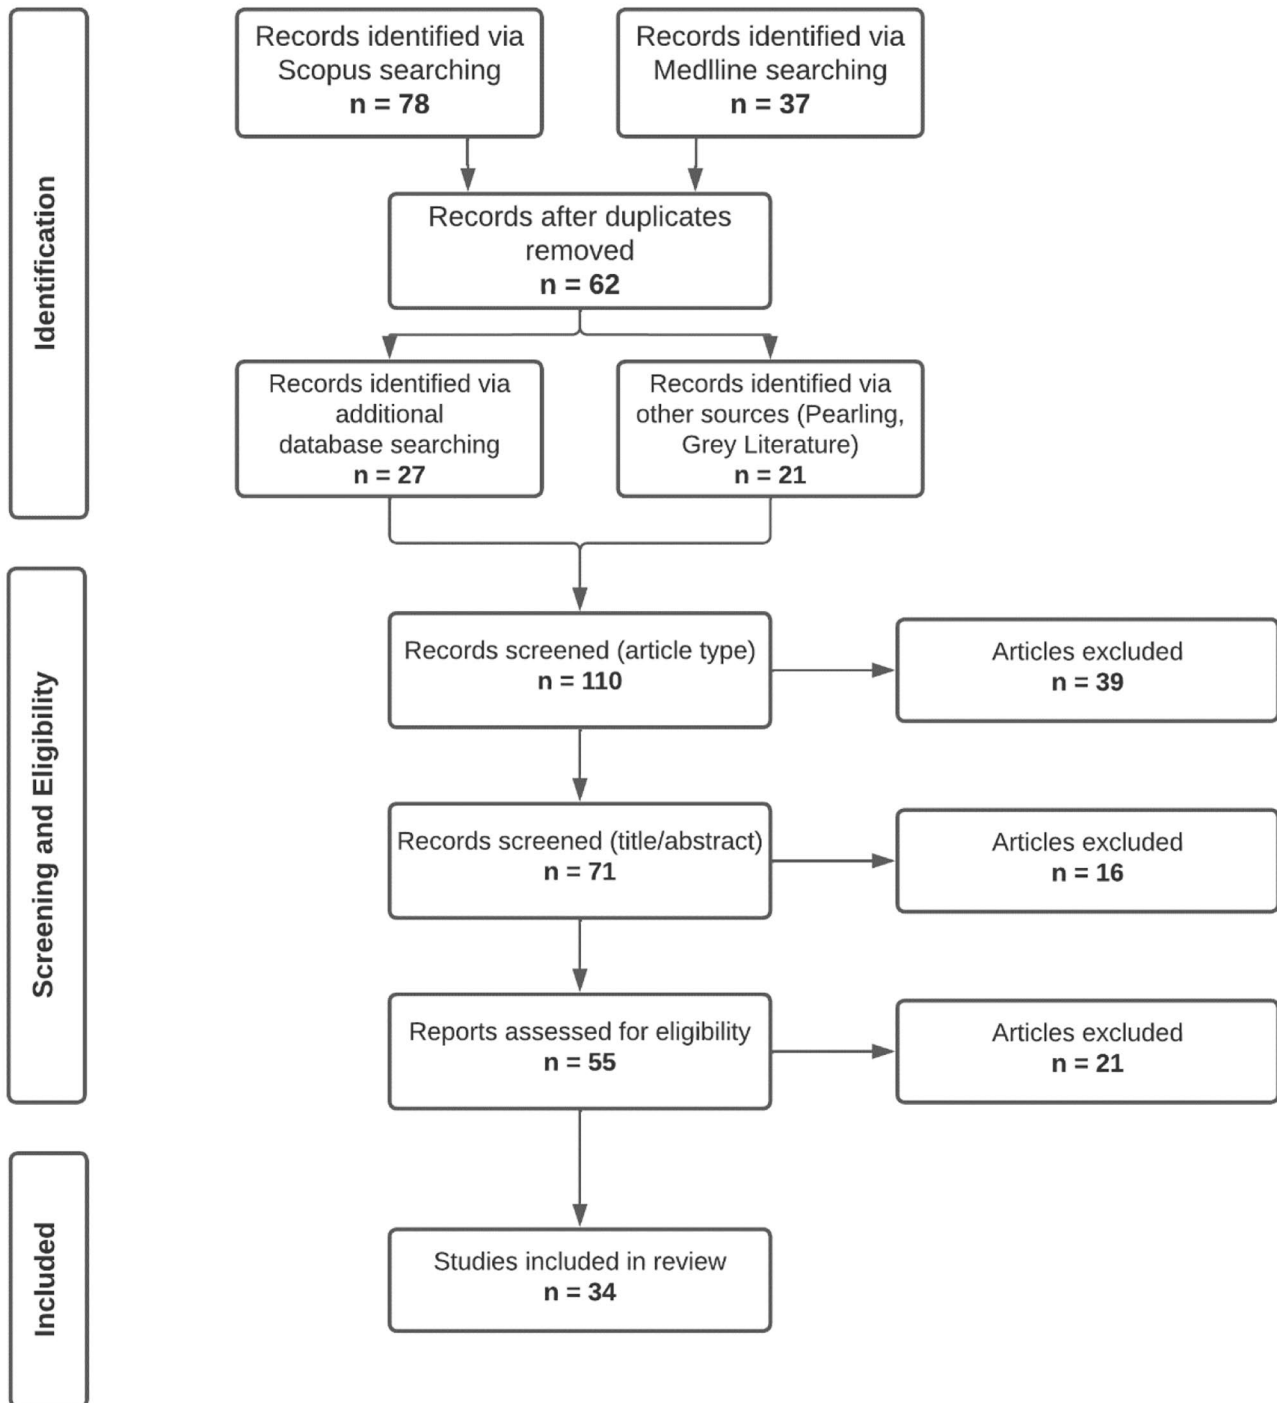 Identification
Records identified via
Scopus searching
n = 78
Records identified via
Medlline searching
n = 37
Records after duplicates
removed
n = 62
Records identified via
additional
database searching
n = 27
Records identified via
other sources (Pearling,
Grey Literature)
n = 21
Screening and Eligibility
Records screened (article type)
n = 110
Articles excluded
n = 39
Records screened (title/abstract)
n = 71
Articles excluded
n = 16
Reports assessed for eligibility
n = 55
Articles excluded
n = 21
Included
Studies included in review
n = 34